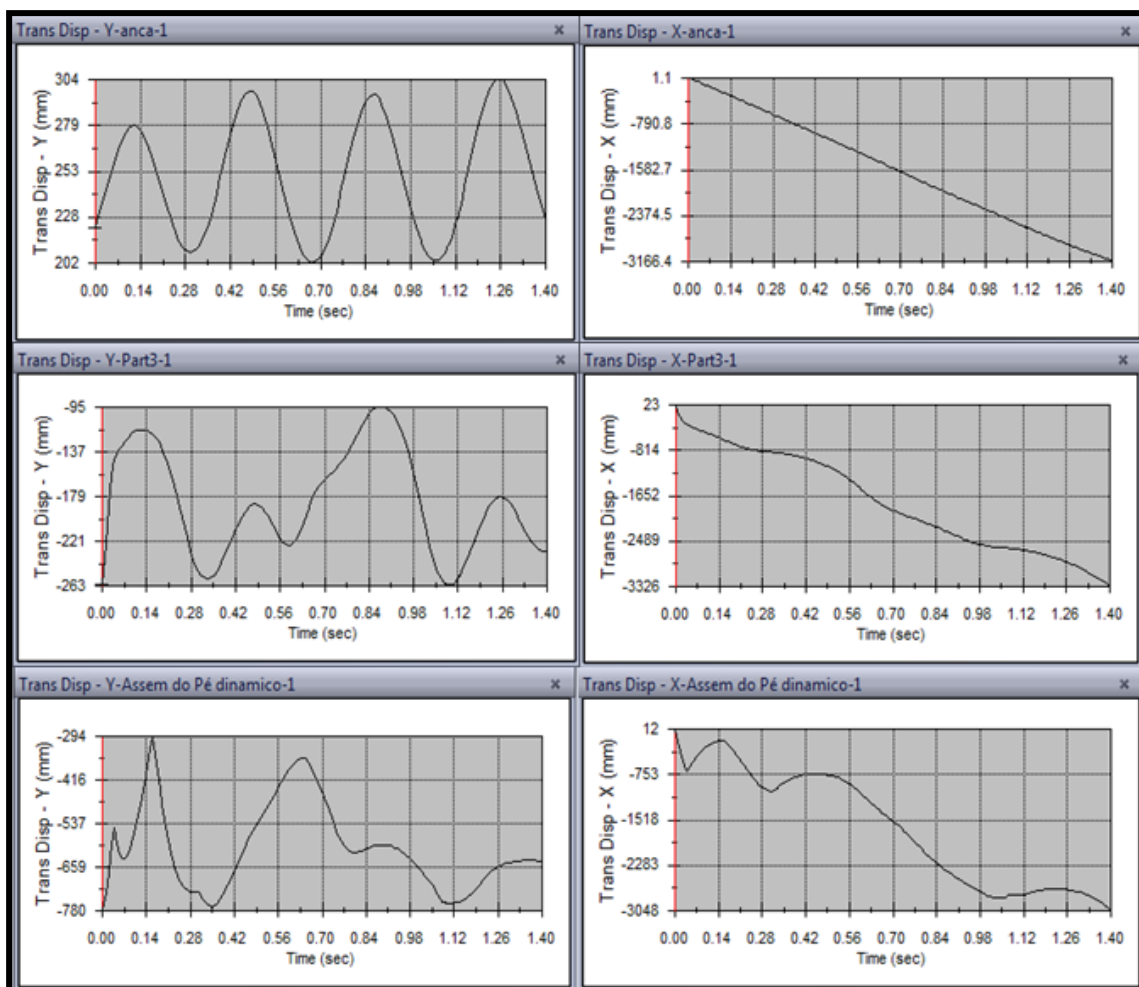 Trans Disp - Y-anca-1
Trans Disp - Y (mm)
304
279
253
228
202
0.00 0.14 0.28 0.42 0.56 0.70 0.84 0.98 1.12 1.26 1.40
Time (sec)
Trans Disp - X-anca-1
Trans Disp - X (mm)
1.1
-790.8
-1582.7
-2374.5
-3166.4
0.00 0.14 0.28 0.42 0.56 0.70 0.84 0.98 1.12 1.26 1.40
Time (sec)
Trans Disp - Y-Part3-1
Trans Disp - Y (mm)
-95
-137
-179
-221
-263
0.00 0.14 0.28 0.42 0.56 0.70 0.84 0.98 1.12 1.26 1.40
Time (sec)
Trans Disp - X-Part3-1
Trans Disp - X (mm)
23
-814
-1652
-2489
-3326
0.00 0.14 0.28 0.42 0.56 0.70 0.84 0.98 1.12 1.26 1.40
Time (sec)
Trans Disp - Y-Assem do Pé dinamico-1
Trans Disp - Y (mm)
-294
-416
-537
-659
-780
0.00 0.14 0.28 0.42 0.56 0.70 0.84 0.98 1.12 1.26 1.40
Time (sec)
Trans Disp - X-Assem do Pé dinamico-1
Trans Disp - X (mm)
12
-753
-1518
-2283
-3048
0.00 0.14 0.28 0.42 0.56 0.70 0.84 0.98 1.12 1.26 1.40
Time (sec)